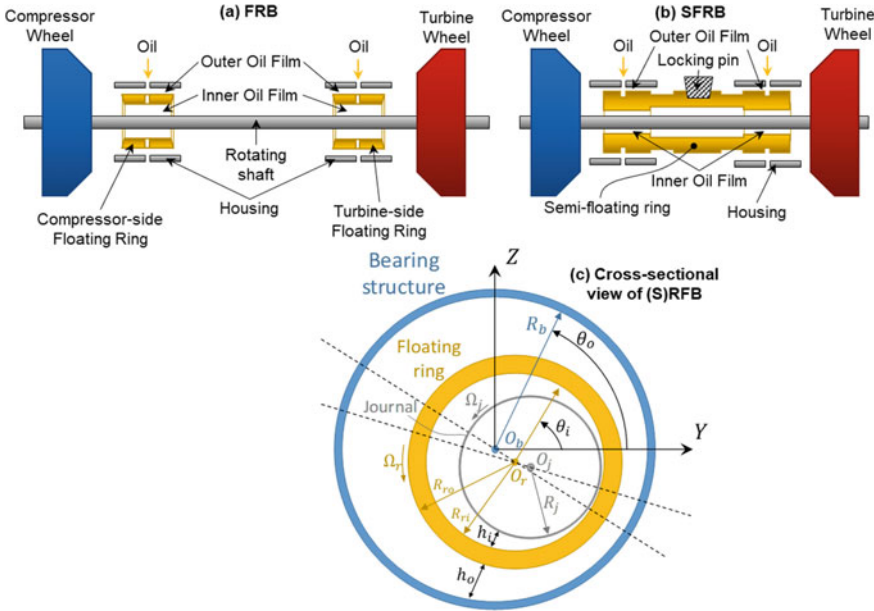 Compressor
Wheel
(a) FRB
Turbine
Wheel
Oil
Outer Oil Film
Oil
Inner Oil Film
Rotating
shaft
Housing
Compressor-side
Floating Ring
Turbine-side
Floating Ring
Compressor
Wheel
(b) SFRB
Turbine
Wheel
Oil
Outer Oil Film
Locking pin
Oil
Inner Oil Film
Semi-floating ring
Housing
(c) Cross-sectional
view of (S)RFB
Bearing
structure
Z
R_b
θ_o
Floating
ring
Journal
Ω_j
θ_i
O_b
Y
Ω_r
O_r
O_j
R_ro
R_ri
R_j
h_i
h_o